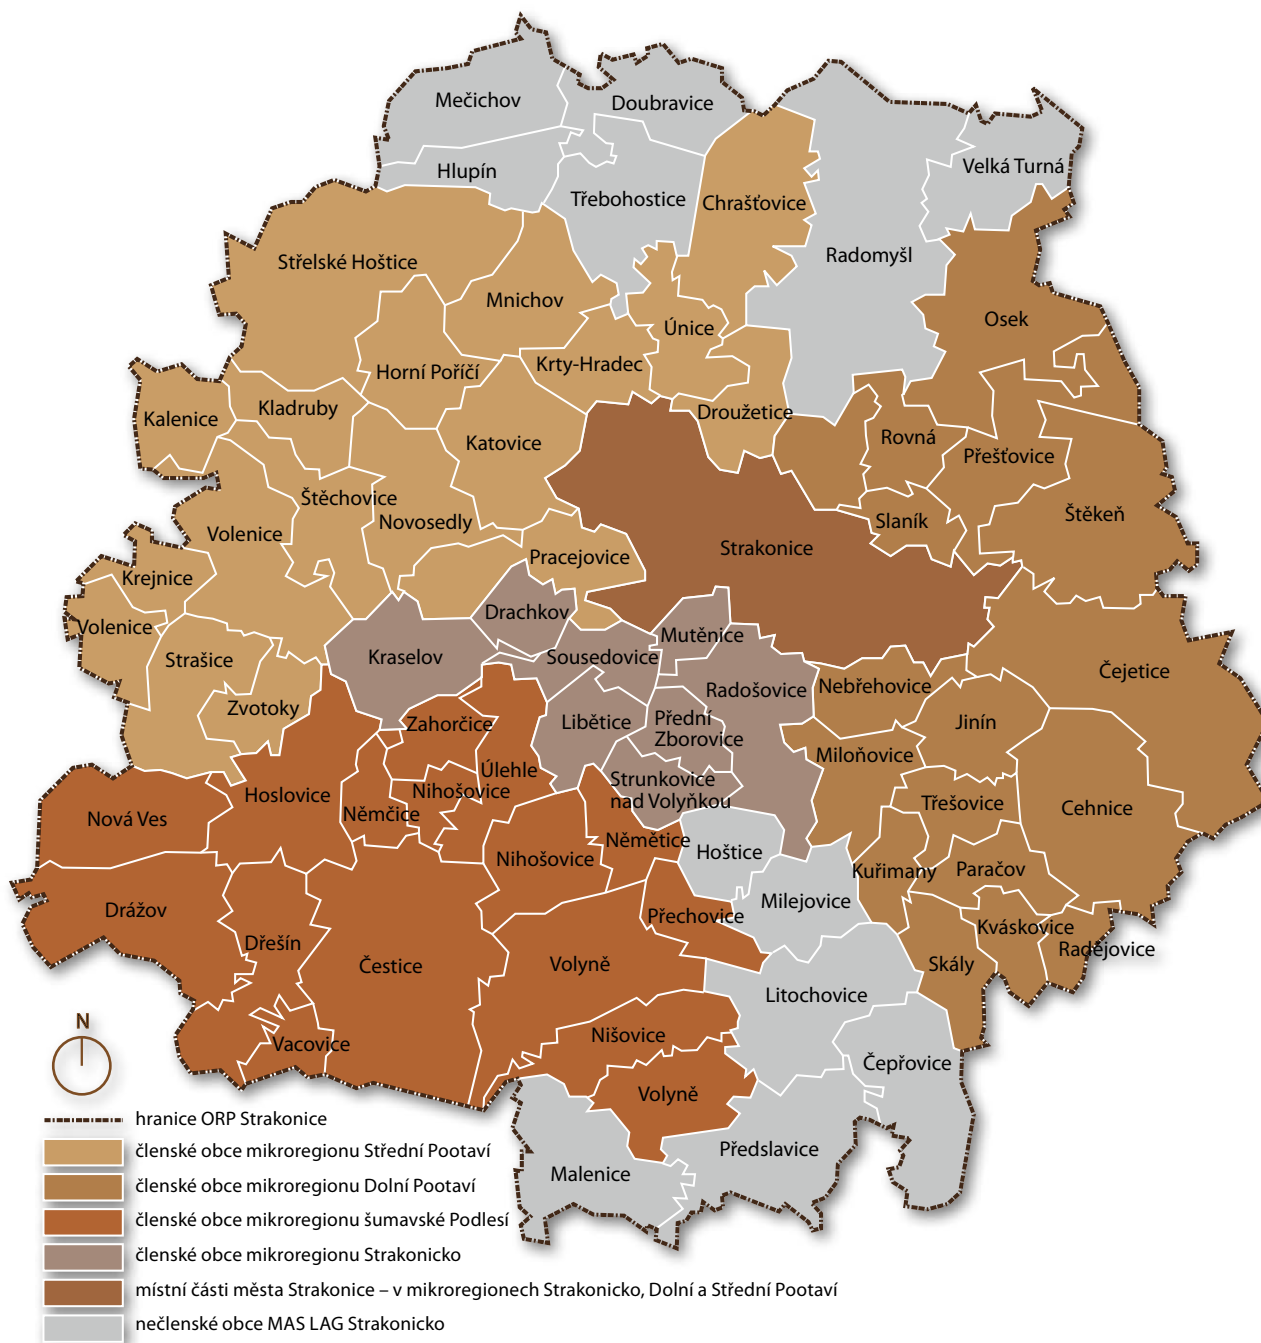 Mečichov
Doubravice
Hlupín
Velká Turná
Třebohostice
Chrašťovice
Radomyšl
Střelské Hoštice
Mnichov
Osek
Únice
Krty-Hradec
Horní Poříčí
Kladruby
Kalenice
Droužetice
Katovice
Rovná
Přešťovice
Štěchovice
Novosedly
Štěkeň
Slaník
Volenice
Strakonice
Pracejovice
Krejnice
Drachkov
Volenice
Mutěnice
Strašice
Kraselov
Sousedovice
Čejetice
Nebřehovice
Radošovice
Zvotoky
Zahorčice
Libětice
Přední
Zborovice
Jinín
Miloňovice
Úlehle
Strunkovice
nad Volyňkou
Hoslovice
Nihošovice
Třešovice
Cehnice
Němčice
Nová Ves
Němětice
Hoštice
Nihošovice
Kuřimany
Paračov
Milejovice
Drážov
Přechovice
Kváskovice
Dřešín
Radějovice
Čestice
Volyně
Skály
Litochovice
Nišovice
Vacovice
Čepřovice
Volyně
Předslavice
Malenice
N
hranice ORP Strakonice
členské obce mikroregionu Střední Pootaví
členské obce mikroregionu Dolní Pootaví
členské obce mikroregionu šumavské Podlesí
členské obce mikroregionu Strakonicko
místní části města Strakonice – v mikroregionech Strakonicko, Dolní a Střední Pootaví
nečlenské obce MAS LAG Strakonicko